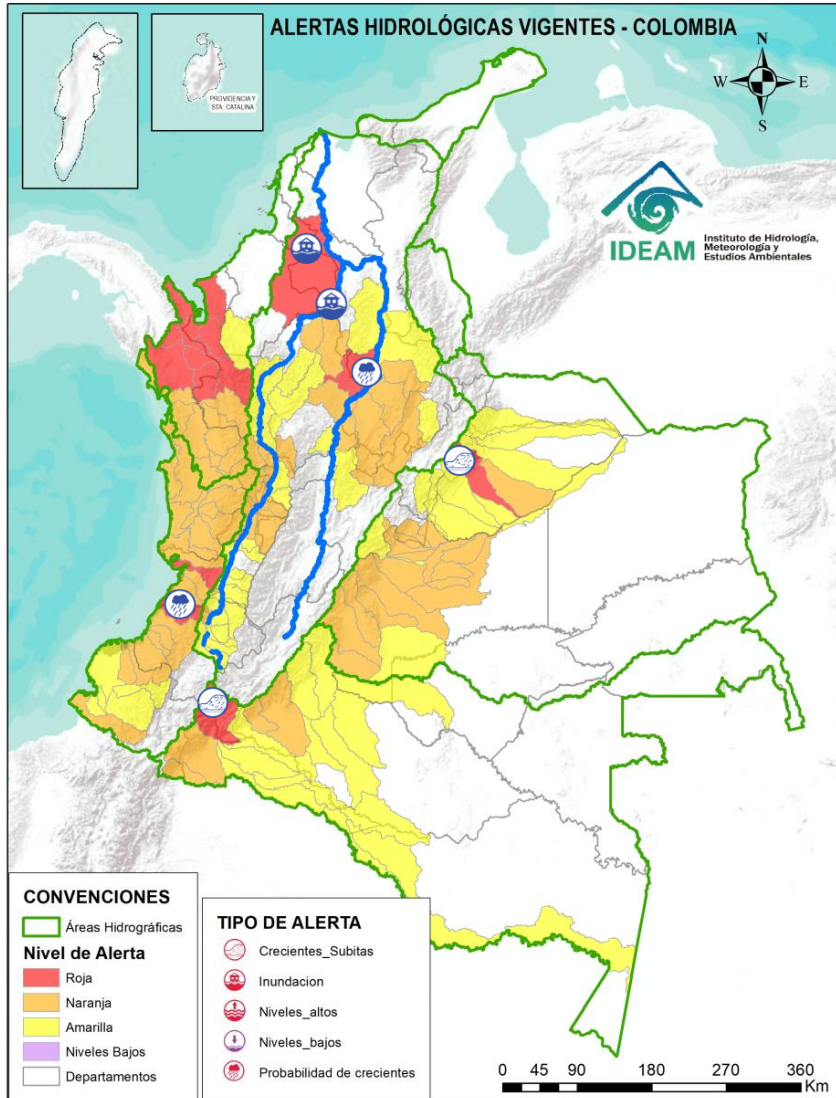 ALERTAS HIDROLÓGICAS VIGENTES - COLOMBIA
PROVIDENCIA Y
STA. CATALINA
N
W
E
S
IDEAM
Instituto de Hidrología,
Meteorología y
Estudios Ambientales
CONVENCIONES
Áreas Hidrográficas
Nivel de Alerta
Roja
Naranja
Amarilla
Niveles Bajos
Departamentos
TIPO DE ALERTA
Crecientes_Subitas
Inundacion
Niveles_altos
Niveles_bajos
Probabilidad de crecientes
0 45 90 180 270 360
Km